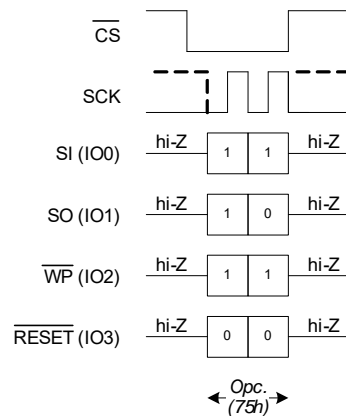 CS
SCK
hi-Z hi-Z
SI (IO0) 1 1
hi-Z hi-Z
SO (IO1) 1 0
hi-Z hi-Z
WP (IO2) 1 1
hi-Z hi-Z
RESET (IO3) 0 0
Opc.
(75h)